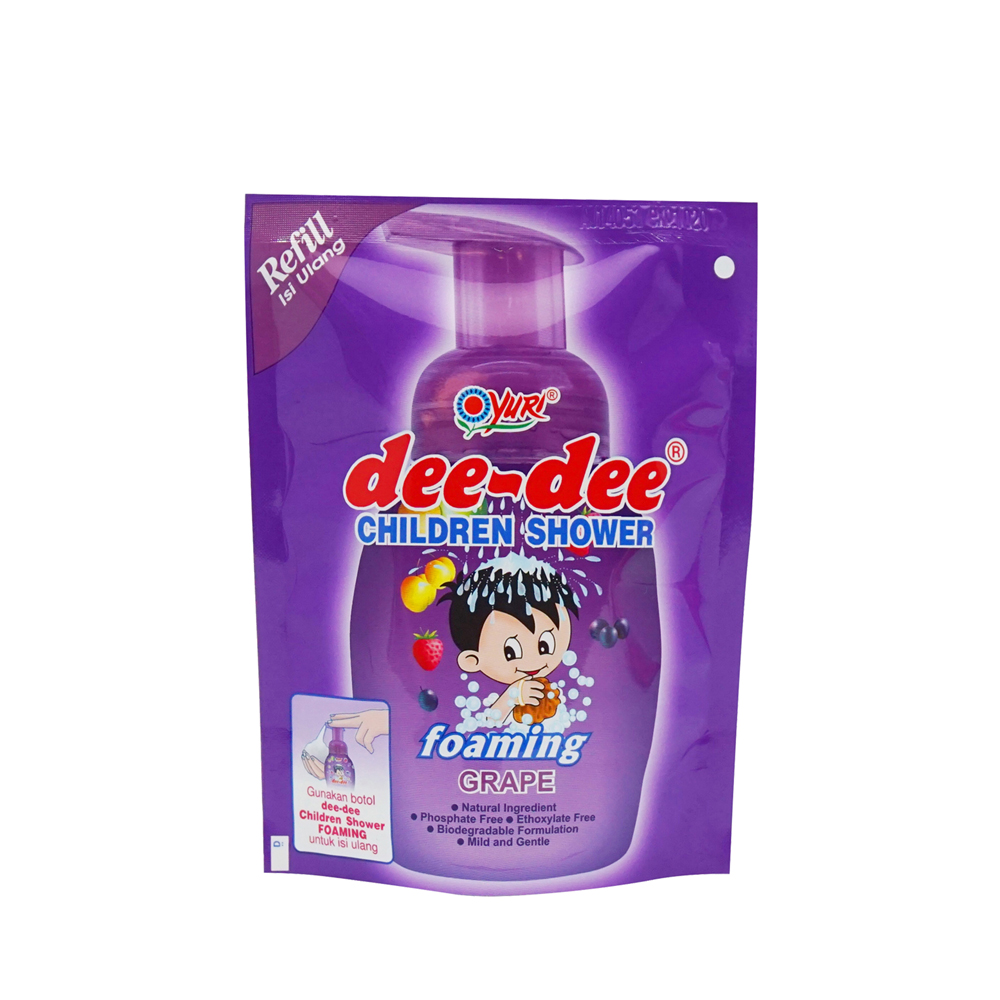 Refill
Isi Ulang
YURI®
dee-dee®
CHILDREN SHOWER
foaming
GRAPE
● Natural Ingredient
● Phosphate Free ● Ethoxylate Free
● Biodegradable Formulation
● Mild and Gentle
Gunakan botol
dee-dee
Children Shower
FOAMING
untuk isi ulang